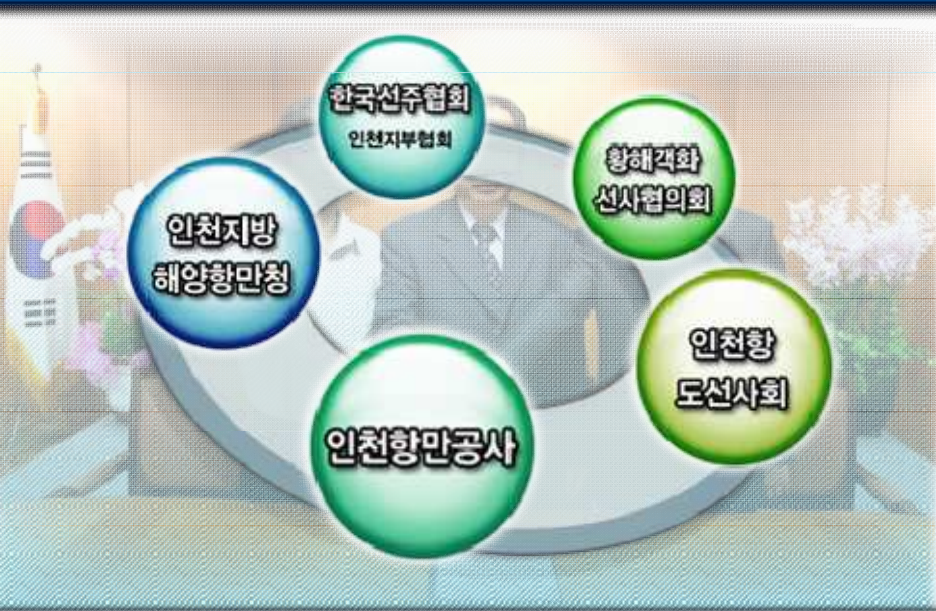 한국선주협회
인천지부협회
황해객화
선사협의회
인천지방
해양항만청
인천항
도선사회
인천항만공사